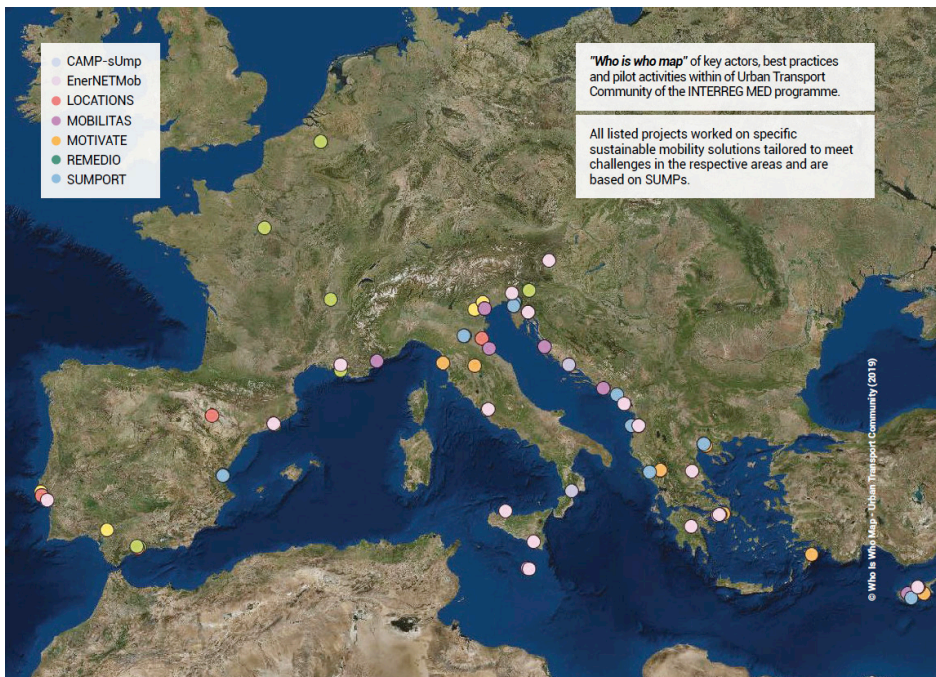 CAMP-sUmp
EnerNETMob
LOCATIONS
MOBILITAS
MOTIVATE
REMEDIO
SUMPORT
"Who is who map" of key actors, best practices
and pilot activities within of Urban Transport
Community of the INTERREG MED programme.
All listed projects worked on specific
sustainable mobility solutions tailored to meet
challenges in the respective areas and are
based on SUMPs.
© Who Is Who Map - Urban Transport Community (2019)